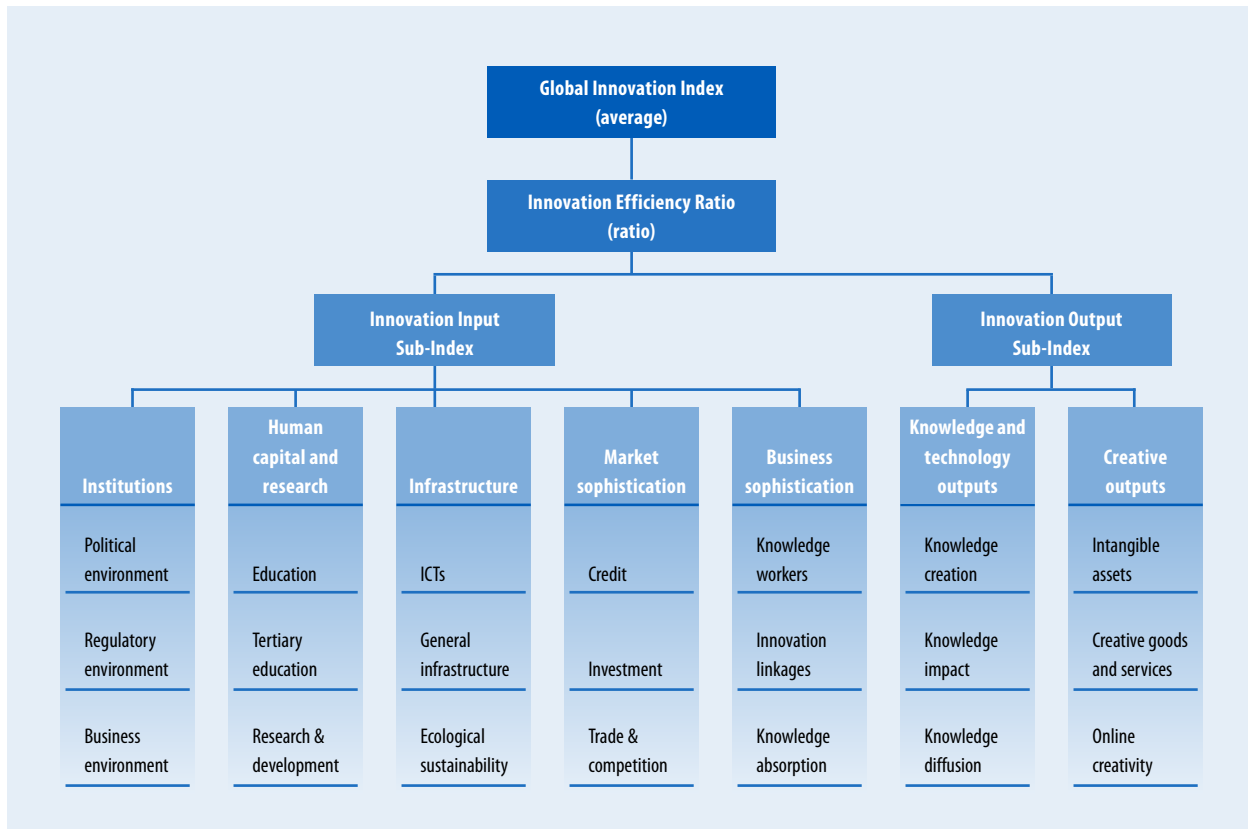 Global Innovation Index
(average)
Innovation Efficiency Ratio
(ratio)
Innovation Input
Sub-Index
Innovation Output
Sub-Index
Institutions
Human
capital and
research
Infrastructure
Market
sophistication
Business
sophistication
Knowledge and
technology
outputs
Creative
outputs
Political
environment
Education
ICTs
Credit
Knowledge
workers
Knowledge
creation
Intangible
assets
Regulatory
environment
Tertiary
education
General
infrastructure
Investment
Innovation
linkages
Knowledge
impact
Creative goods
and services
Business
environment
Research &
development
Ecological
sustainability
Trade &
competition
Knowledge
absorption
Knowledge
diffusion
Online
creativity